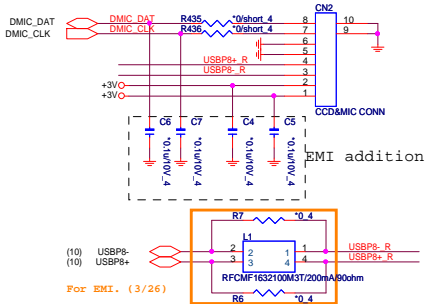 CN2
DMIC_DAT DMIC_DAT R435 *0/short_4 8 10
DMIC_CLK DMIC_CLK R436 *0/short_4 7 9
6
5
USBP8+_R 4
USBP8-_R 3
+3V 2
+3V 1
CCD&MIC CONN
C6 C7 C4 C5
*0.1u/10V_4 *0.1u/10V_4 *0.1u/10V_4 *0.1u/10V_4
EMI addition
R7 *0_4
L1
(10) USBP8- 2 2 1 1 USBP8-_R
(10) USBP8+ 3 3 4 4 USBP8+_R
RFCMF1632100M3T/200mA/90ohm
For EMI. (3/26)
R6 *0_4